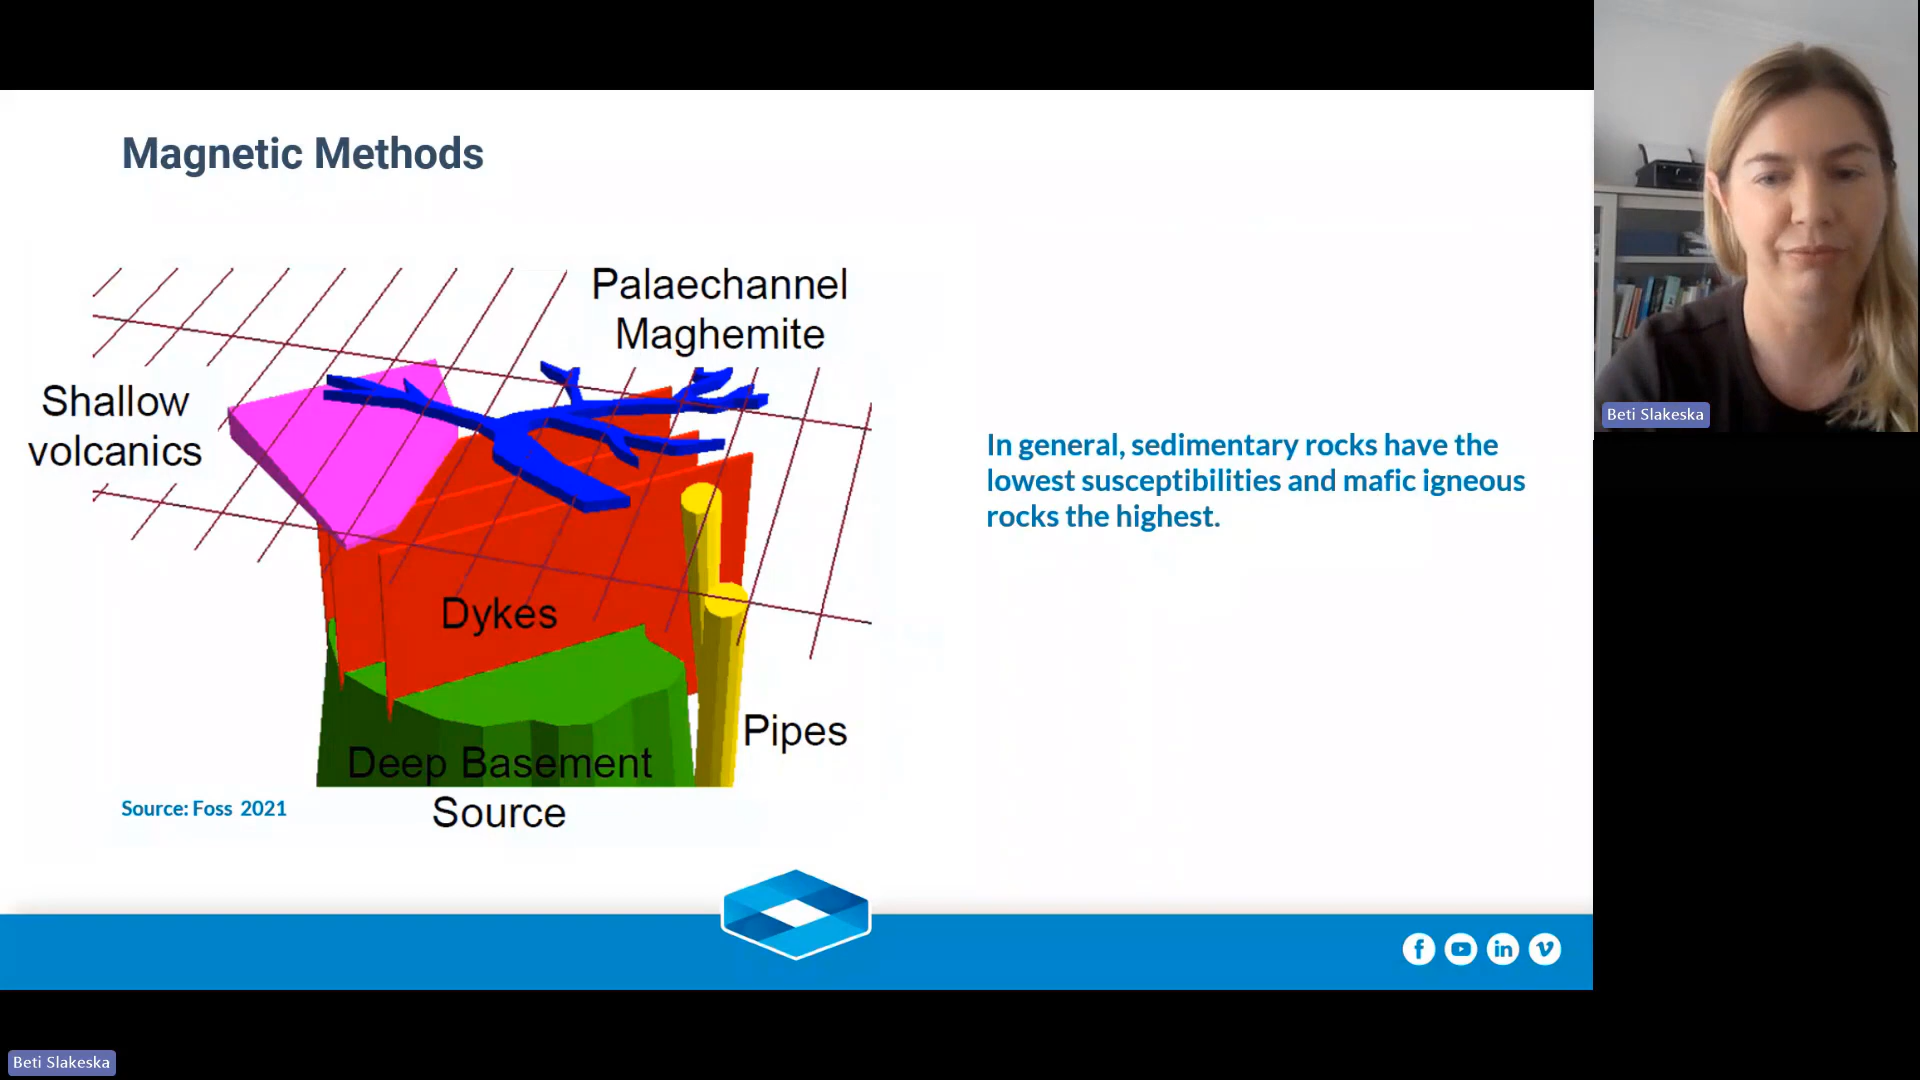 Magnetic Methods
Palaechannel
Maghemite
Shallow
volcanics
Dykes
Pipes
Deep Basement
Source
Source: Foss 2021
In general, sedimentary rocks have the
lowest susceptibilities and mafic igneous
rocks the highest.
f
in
v
Beti Slakeska
Beti Slakeska